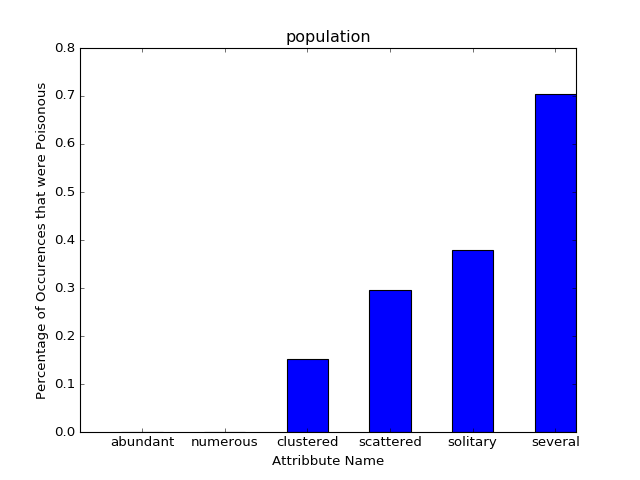 population
Percentage of Occurences that were Poisonous
0.8
0.7
0.6
0.5
0.4
0.3
0.2
0.1
0.0
abundant numerous clustered scattered solitary several
Attribbute Name